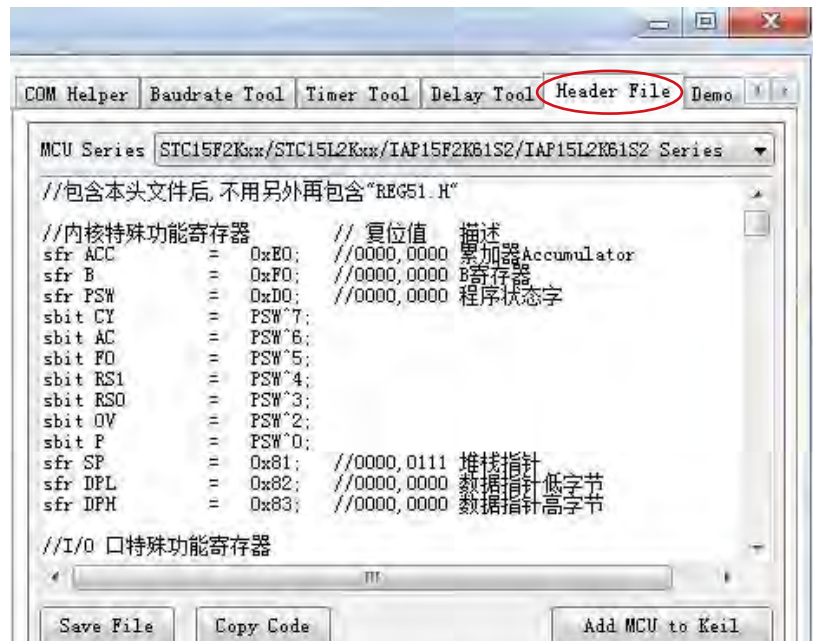 COM Helper Baudrate Tool Timer Tool Delay Tool Header File Demo
MCU Series STC15F2Kxx/STC15L2Kxx/IAP15F2K61S2/IAP15L2K61S2 Series
//包含本头文件后,不用另外再包含"REG51.H"
//内核特殊功能寄存器 // 复位值 描述
sfr ACC = 0xE0; //0000,0000 累加器Accumulator
sfr B = 0xF0; //0000,0000 B寄存器
sfr PSW = 0xD0; //0000,0000 程序状态字
sbit CY = PSW^7;
sbit AC = PSW^6;
sbit F0 = PSW^5;
sbit RS1 = PSW^4;
sbit RS0 = PSW^3;
sbit OV = PSW^2;
sbit P = PSW^0;
sfr SP = 0x81; //0000,0111 堆栈指针
sfr DPL = 0x82; //0000,0000 数据指针低字节
sfr DPH = 0x83; //0000,0000 数据指针高字节
//I/O 口特殊功能寄存器
Save File Copy Code Add MCU to Keil